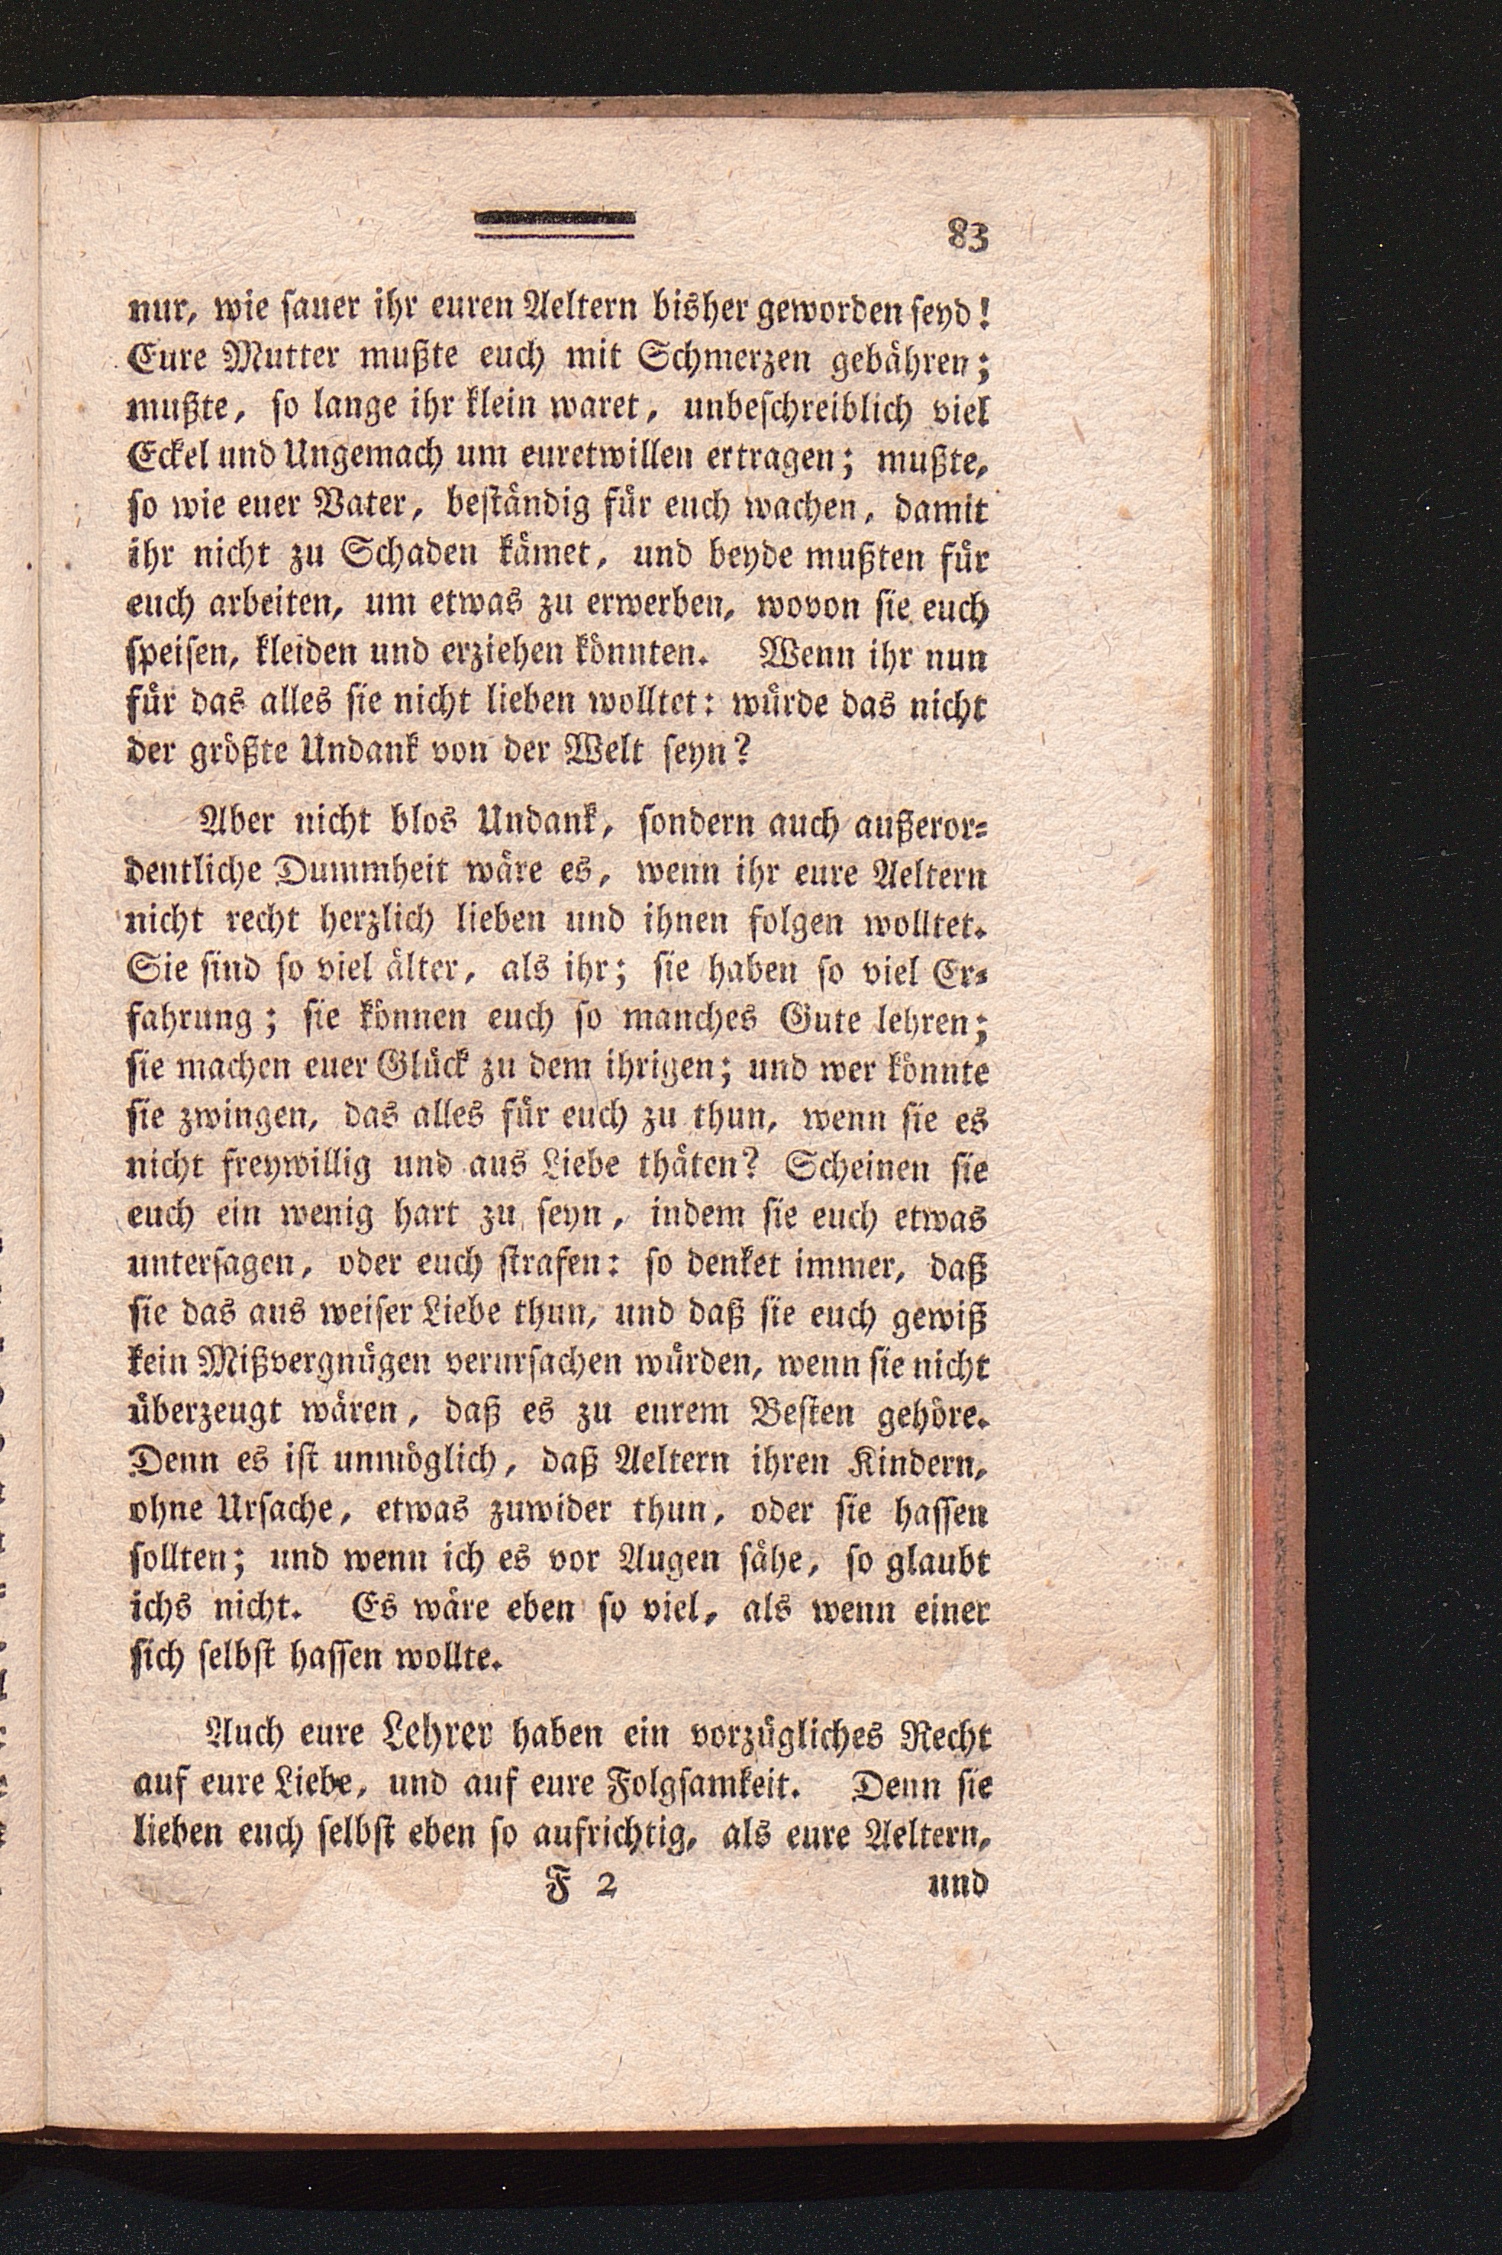 83
nur, wie sauer ihr euren Aeltern bisher geworden seyd!
Eure Mutter mußte euch mit Schmerzen gebähren;
mußte, so lange ihr klein waret, unbeschreiblich viel
Eckel und Ungemach um euretwillen ertragen; mußte,
so wie euer Vater, beständig für euch wachen, damit
ihr nicht zu Schaden kämet, und beyde mußten für
euch arbeiten, um etwas zu erwerben, wovon sie euch
speisen, kleiden und erziehen könnten. Wenn ihr nun
für das alles sie nicht lieben wolltet: würde das nicht
der größte Undank von der Welt seyn?
Aber nicht blos Undank, sondern auch außeror-
dentliche Dummheit wäre es, wenn ihr eure Aeltern
nicht recht herzlich lieben und ihnen folgen wolltet.
Sie sind so viel älter, als ihr; sie haben so viel Er-
fahrung; sie können euch so manches Gute lehren;
sie machen euer Glück zu dem ihrigen; und wer könnte
sie zwingen, das alles für euch zu thun, wenn sie es
nicht freywillig und aus Liebe thäten? Scheinen sie
euch ein wenig hart zu seyn, indem sie euch etwas
untersagen, oder euch strafen: so denket immer, daß
sie das aus weiser Liebe thun, und daß sie euch gewiß
kein Mißvergnügen verursachen würden, wenn sie nicht
überzeugt wären, daß es zu eurem Besten gehöre.
Denn es ist unmöglich, daß Aeltern ihren Kindern,
ohne Ursache, etwas zuwider thun, oder sie hassen
sollten; und wenn ich es vor Augen sähe, so glaubt
ichs nicht. Es wäre eben so viel, als wenn einer
sich selbst hassen wollte.
Auch eure Lehrer haben ein vorzügliches Recht
auf eure Liebe, und auf eure Folgsamkeit. Denn sie
lieben euch selbst eben so aufrichtig, als eure Aeltern,
F 2 und